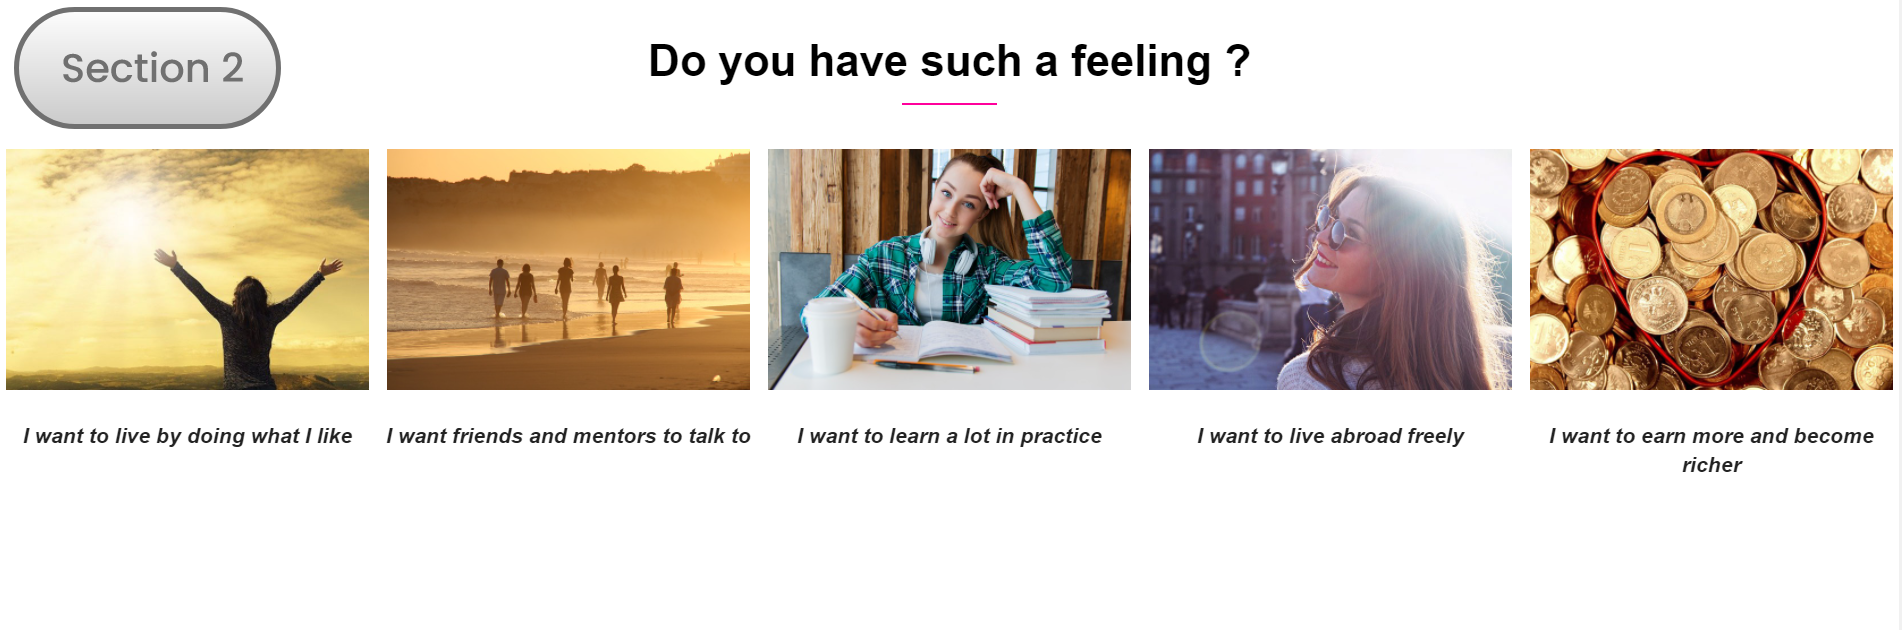 Section 2
Do you have such a feeling ?
I want to live by doing what I like
I want friends and mentors to talk to
I want to learn a lot in practice
I want to live abroad freely
I want to earn more and become
richer